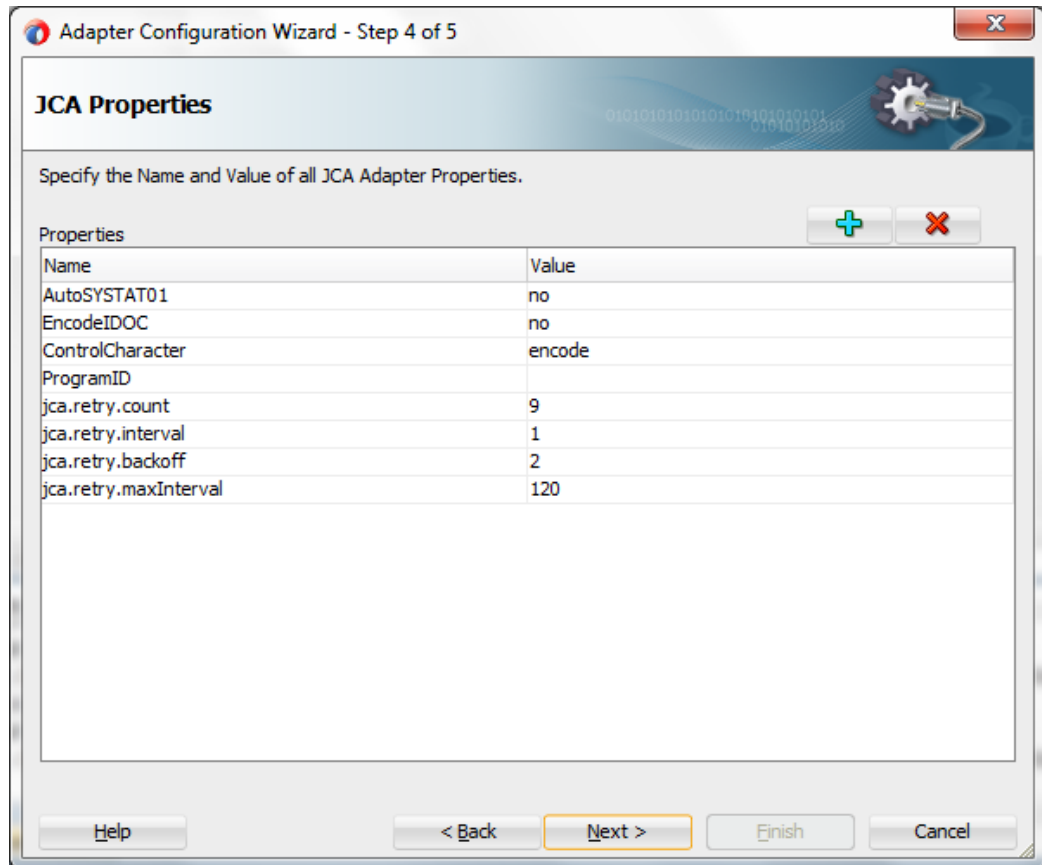 Adapter Configuration Wizard - Step 4 of 5
JCA Properties
Specify the Name and Value of all JCA Adapter Properties.
Properties
Name Value
AutoSYSTAT01 no
EncodeIDOC no
ControlCharacter encode
ProgramID
jca.retry.count 9
jca.retry.interval 1
jca.retry.backoff 2
jca.retry.maxInterval 120
Help < Back Next > Finish Cancel